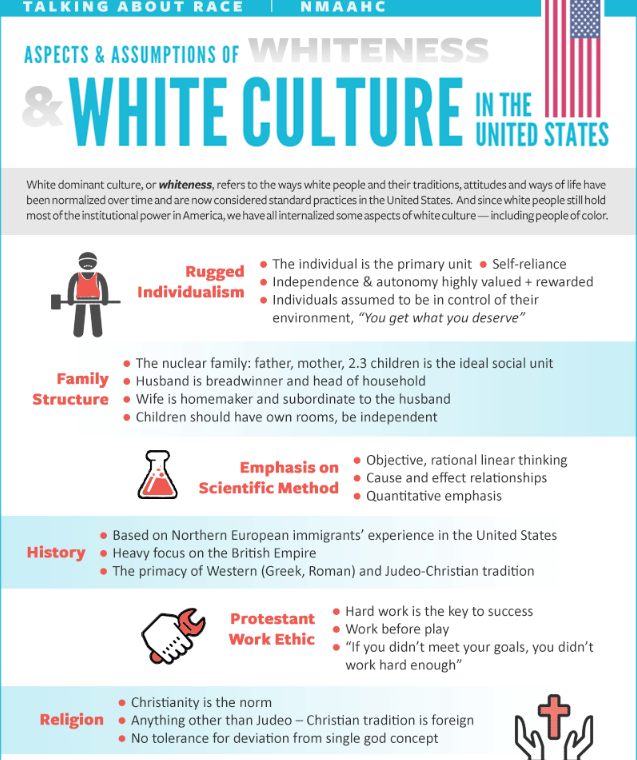 TALKING ABOUT RACE | NMAAHC
ASPECTS & ASSUMPTIONS OF WHITENESS
& WHITE CULTURE IN THE
UNITED STATES
White dominant culture, or whiteness, refers to the ways white people and their traditions, attitudes and ways of life have
been normalized over time and are now considered standard practices in the United States. And since white people still hold
most of the institutional power in America, we have all internalized some aspects of white culture — including people of color.
Rugged
Individualism
• The individual is the primary unit • Self-reliance
• Independence & autonomy highly valued + rewarded
• Individuals assumed to be in control of their
environment, “You get what you deserve”
Family
Structure
• The nuclear family: father, mother, 2.3 children is the ideal social unit
• Husband is breadwinner and head of household
• Wife is homemaker and subordinate to the husband
• Children should have own rooms, be independent
Emphasis on
Scientific Method
• Objective, rational linear thinking
• Cause and effect relationships
• Quantitative emphasis
History
• Based on Northern European immigrants’ experience in the United States
• Heavy focus on the British Empire
• The primacy of Western (Greek, Roman) and Judeo-Christian tradition
Protestant
Work Ethic
• Hard work is the key to success
• Work before play
• “If you didn’t meet your goals, you didn’t
work hard enough”
Religion
• Christianity is the norm
• Anything other than Judeo – Christian tradition is foreign
• No tolerance for deviation from single god concept